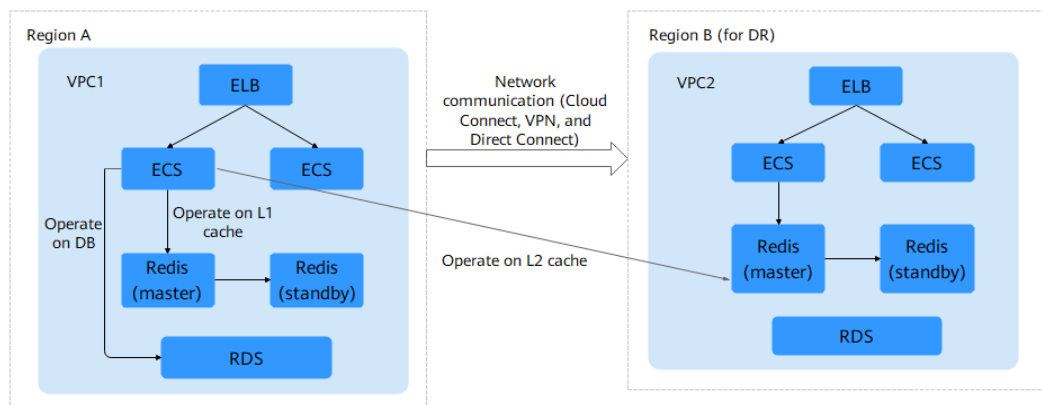 Region A
VPC1
ELB
ECS
ECS
Operate
on DB
Operate on L1
cache
Redis
(master)
Redis
(standby)
RDS
Network
communication (Cloud
Connect, VPN, and
Direct Connect)
Operate on L2 cache
Region B (for DR)
VPC2
ELB
ECS
ECS
Redis
(master)
Redis
(standby)
RDS